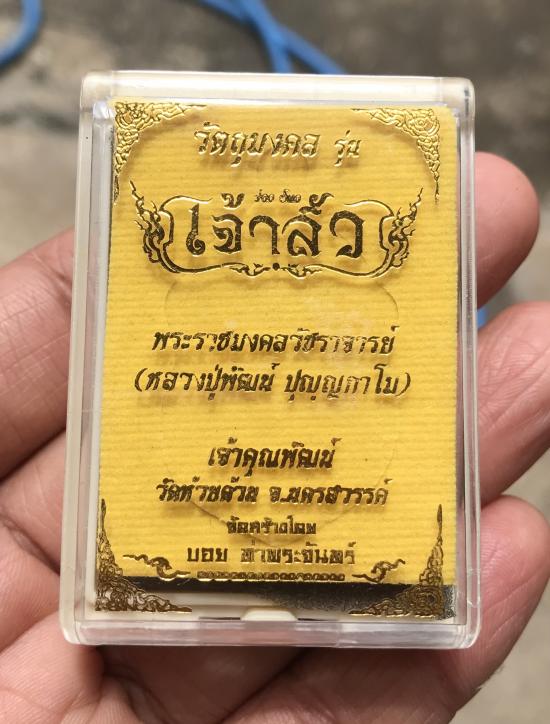 วัตถุมงคล รุ่น
เจ้าสัว
พระราชมงคลวัชราจารย์
(หลวงปู่พัฒน์ ปุญฺญกาโม)
เจ้าคุณพัฒน์
วัดห้วยด้วน จ.นครสวรรค์
จัดสร้างโดย
บอย ท่าพระจันทร์